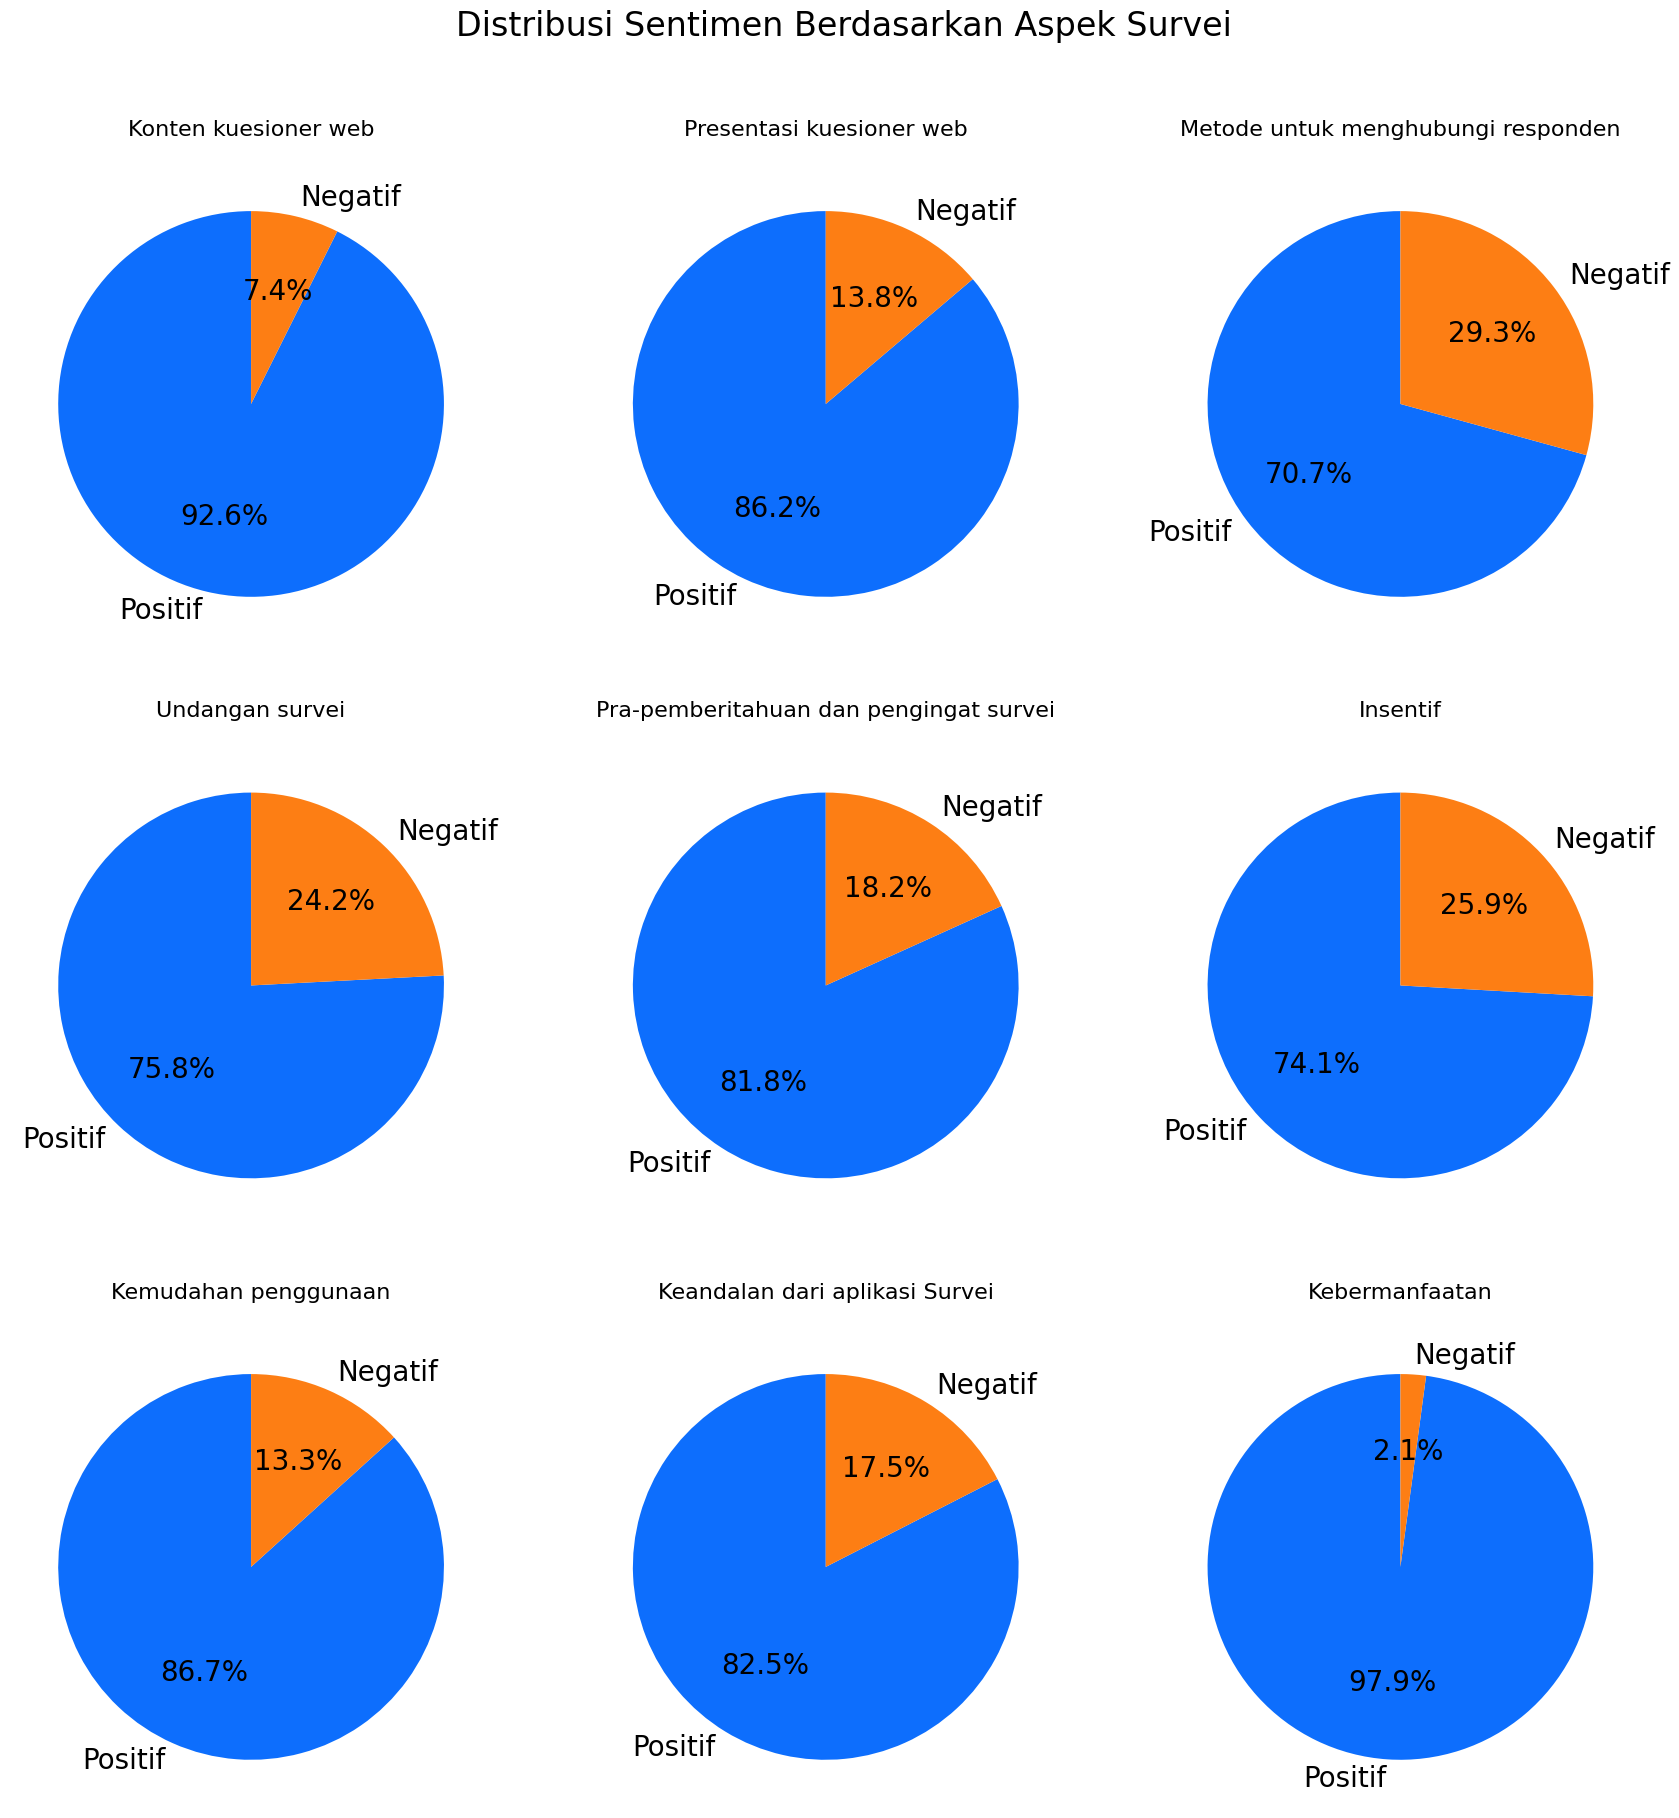 Distribusi Sentimen Berdasarkan Aspek Survei
Konten kuesioner web
Negatif
7.4%
92.6%
Positif
Presentasi kuesioner web
Negatif
13.8%
86.2%
Positif
Metode untuk menghubungi responden
Negatif
29.3%
70.7%
Positif
Undangan survei
Negatif
24.2%
75.8%
Positif
Pra-pemberitahuan dan pengingat survei
Negatif
18.2%
81.8%
Positif
Insentif
Negatif
25.9%
74.1%
Positif
Kemudahan penggunaan
Negatif
13.3%
86.7%
Positif
Keandalan dari aplikasi Survei
Negatif
17.5%
82.5%
Positif
Kebermanfaatan
Negatif
2.1%
97.9%
Positif